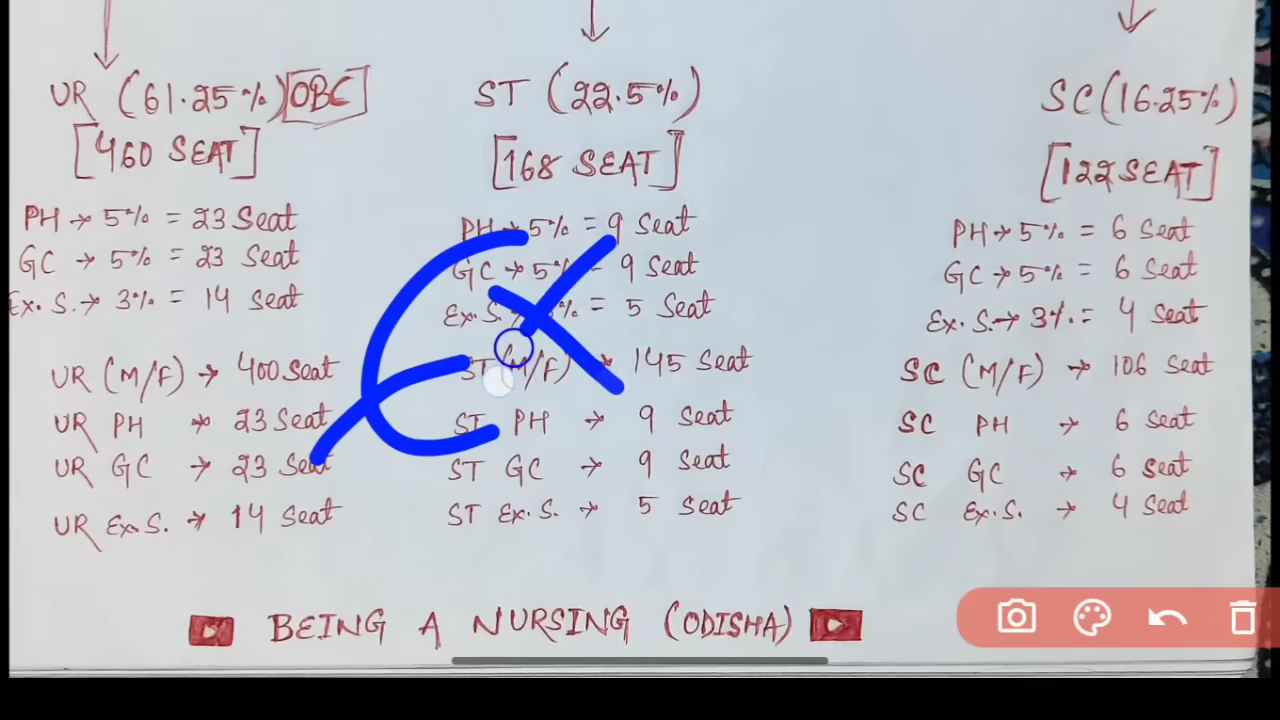 UR (61.25%) OBC
[460 SEAT]
PH → 5% = 23 Seat
GC → 5% = 23 Seat
Ex. S. → 3% = 14 Seat
UR (M/F) → 400 Seat
UR PH → 23 Seat
UR GC → 23 Seat
UR Ex. S. → 14 Seat
ST (22.5%)
[168 SEAT]
PH → 5% = 9 Seat
GC → 5% = 9 Seat
Ex. S. → % = 5 Seat
ST (M/F) → 145 Seat
ST PH → 9 Seat
ST GC → 9 Seat
ST Ex. S. → 5 Seat
SC (16.25%)
[122 SEAT]
PH → 5% = 6 Seat
GC → 5% = 6 Seat
Ex. S. → 3% = 4 Seat
SC (M/F) → 106 Seat
SC PH → 6 Seat
SC GC → 6 Seat
SC Ex. S. → 4 Seat
BEING A NURSING (ODISHA)